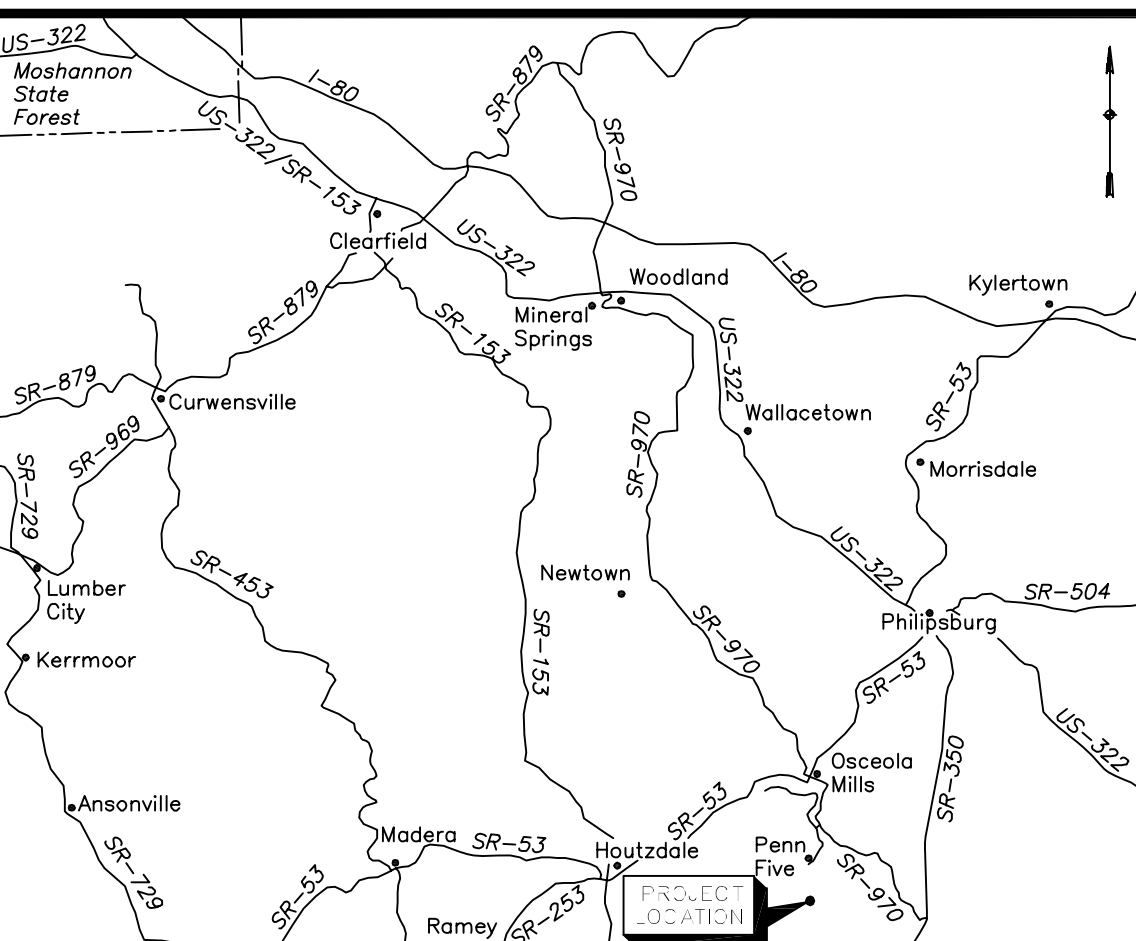 US-322
Moshannon
State
Forest
I-80
SR-879
US-322/SR-153
SR-970
Clearfield
US-322
Woodland
I-80
Kylertown
SR-879
SR-153
Mineral
Springs
US-322
SR-879
Curwensville
SR-53
Wallacetown
SR-969
SR-970
Morrisdale
SR-729
US-322
SR-453
Newtown
Lumber
City
SR-504
SR-153
SR-970
Philipsburg
Kerrmoor
SR-53
US-322
SR-350
Osceola
Mills
Ansonville
SR-53
Madera
SR-53
Houtzdale
Penn
Five
SR-729
SR-53
SR-253
SR-970
PROJECT
LOCATION
Ramey